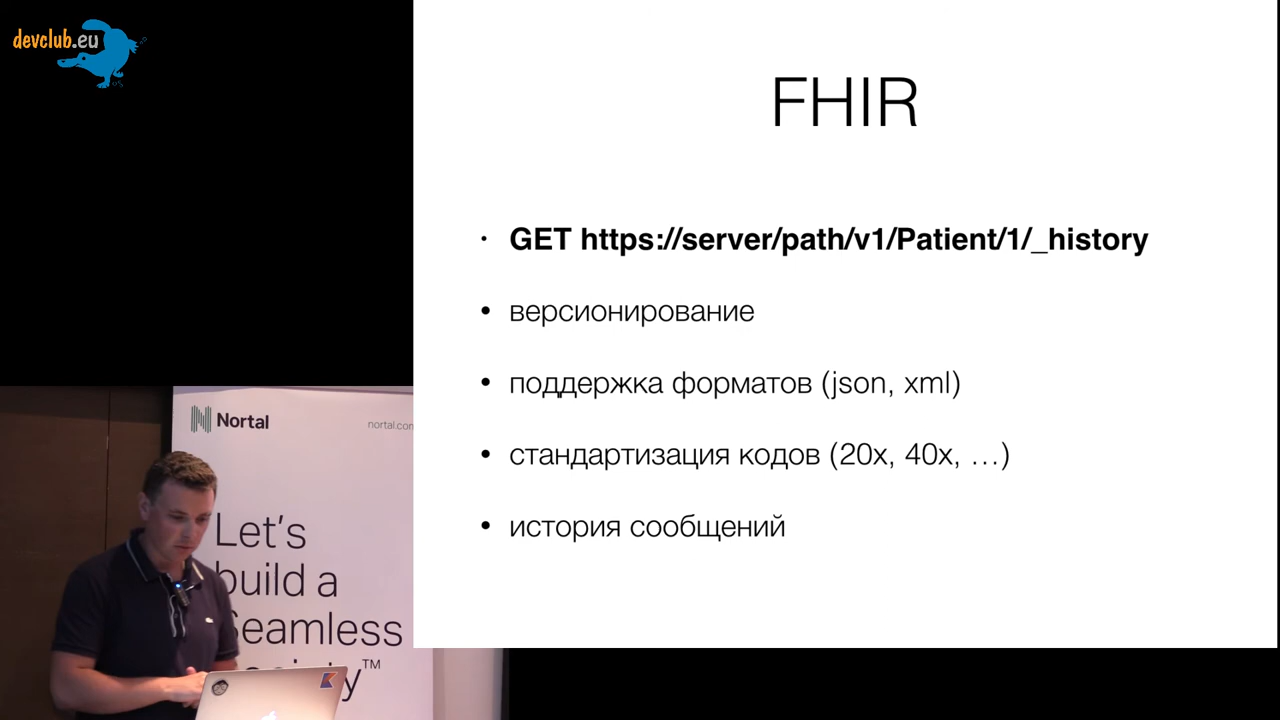 devclub.eu
FHIR
• GET https://server/path/v1/Patient/1/_history
• версионирование
• поддержка форматов (json, xml)
• стандартизация кодов (20x, 40x, …)
• история сообщений
Nortal
nortal.com
Let's
build a
Seamless
™